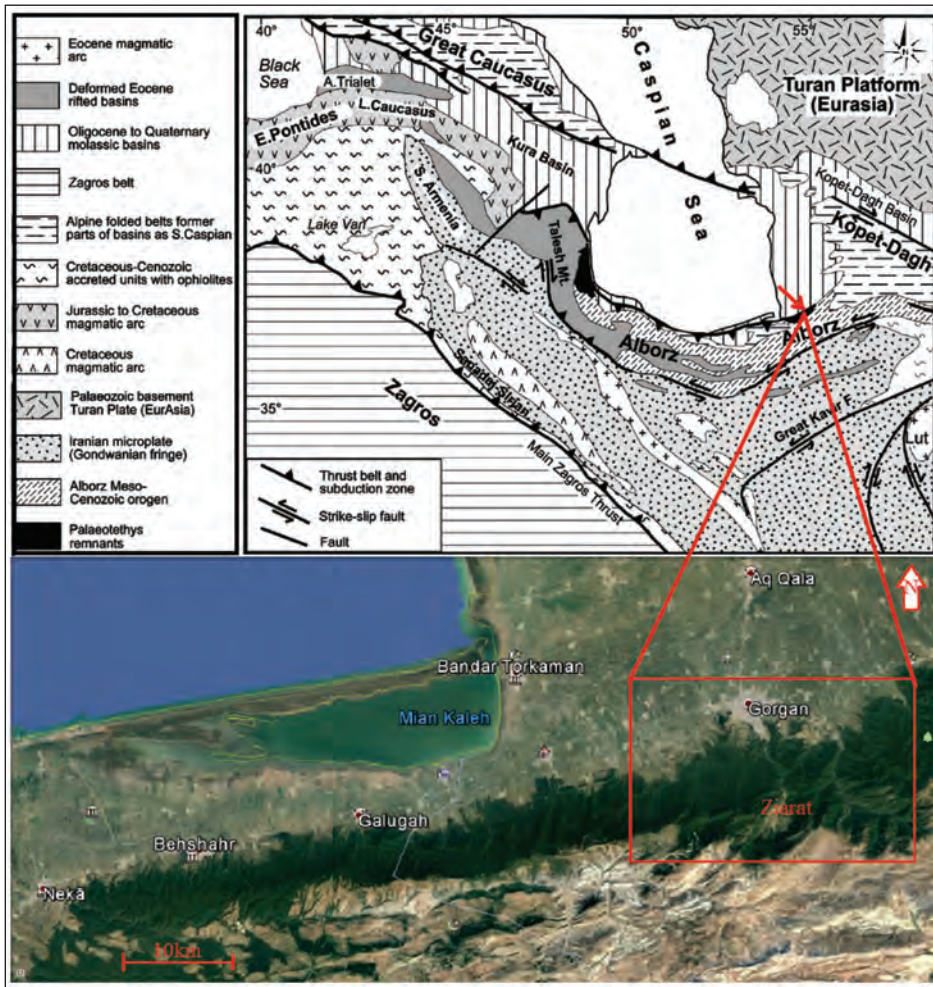 Eocene magmatic
arc
Deformed Eocene
rifted basins
Oligocene to Quaternary
molassic basins
Zagros belt
Alpine folded belts former
parts of basins as S.Caspian
Cretaceous-Cenozoic
accreted units with ophiolites
Jurassic to Cretaceous
magmatic arc
Cretaceous
magmatic arc
Palaeozoic basement
Turan Plate (EurAsia)
Iranian microplate
(Gondwanian fringe)
Alborz Meso-
Cenozoic orogen
Palaeotethys
remnants
40°
45°
50°
55°
N
Black
Sea
Great Caucasus
A.Trialet
L.Caucasus
E.Pontides
40°
Kura Basin
Caspian
Sea
Turan Platform
(Eurasia)
Kopet-Dagh Basin
Kopet-Dagh
S. Armenia
Lake Van
Talesh Mt.
Alborz
Alborz
35°
Zagros
Main Zagros Thrust
Great Kavir F.
Lut
Thrust belt and
subduction zone
Strike-slip fault
Fault
N
Aq Qala
Bandar Torkaman
Mian Kaleh
Gorgan
Ziarat
Galugah
Behshahr
Nekā
10km